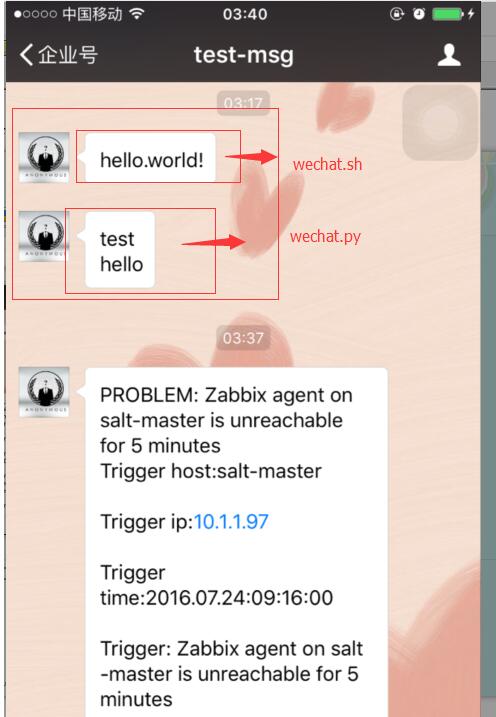 中国移动 03:40
企业号 test-msg
03:17
hello.world!
wechat.sh
test
hello
wechat.py
03:37
PROBLEM: Zabbix agent on
salt-master is unreachable
for 5 minutes
Trigger host:salt-master
Trigger ip:10.1.1.97
Trigger
time:2016.07.24:09:16:00
Trigger: Zabbix agent on salt
-master is unreachable for 5
minutes
ANONYMOUS
ANONYMOUS
ANONYMOUS